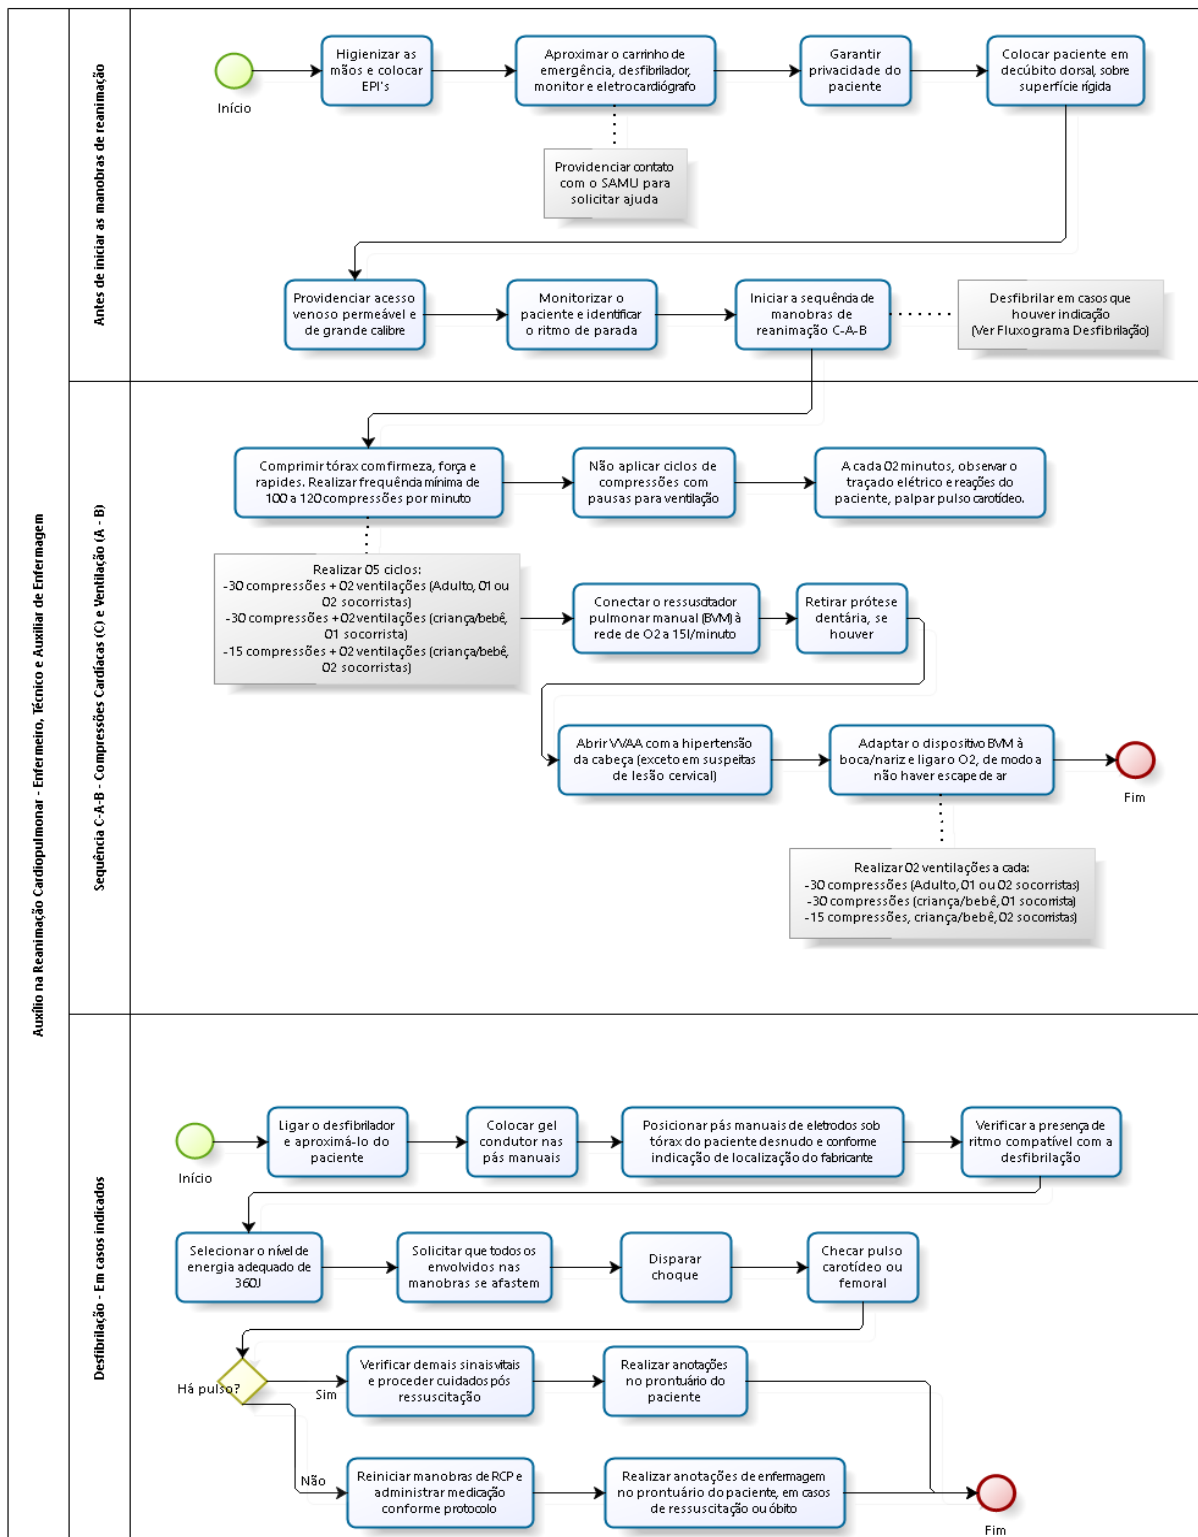 Auxílio na Reanimação Cardiopulmonar - Enfermeiro, Técnico e Auxiliar de Enfermagem
Antes de iniciar as manobras de reanimação
Início
Higienizar as
mãos e colocar
EPI's
Aproximar o carrinho de
emergência, desfibrilador,
monitor e eletrocardiógrafo
Garantir
privacidade do
paciente
Colocar paciente em
decúbito dorsal, sobre
superfície rígida
Providenciar contato
com o SAMU para
solicitar ajuda
Providenciar acesso
venoso permeável e
de grande calibre
Monitorizar o
paciente e identificar
o ritmo de parada
Iniciar a sequência de
manobras de
reanimação C-A-B
Desfibrilar em casos que
houver indicação
(Ver Fluxograma Desfibrilação)
Sequência C-A-B - Compressões Cardíacas (C) e Ventilação (A - B)
Comprimir tórax com firmeza, força e
rapides. Realizar frequência mínima de
100 a 120 compressões por minuto
Não aplicar ciclos de
compressões com
pausas para ventilação
A cada 02 minutos, observar o
traçado elétrico e reações do
paciente, palpar pulso carotídeo.
Realizar 05 ciclos:
-30 compressões + 02 ventilações (Adulto, 01 ou
02 socorristas)
-30 compressões + 02 ventilações (criança/bebê,
01 socorrista)
-15 compressões + 02 ventilações (criança/bebê,
02 socorristas)
Conectar o ressuscitador
pulmonar manual (BVM) à
rede de O2 a 15l/minuto
Retirar prótese
dentária, se
houver
Abrir VVAA com a hipertensão
da cabeça (exceto em suspeitas
de lesão cervical)
Adaptar o dispositivo BVM à
boca/nariz e ligar o O2, de modo a
não haver escape de ar
Fim
Realizar 02 ventilações a cada:
-30 compressões (Adulto, 01 ou 02 socorristas)
-30 compressões (criança/bebê, 01 socorrista)
-15 compressões, criança/bebê, 02 socorristas)
Desfibrilação - Em casos indicados
Início
Ligar o desfibrilador
e aproximá-lo do
paciente
Colocar gel
condutor nas
pás manuais
Posicionar pás manuais de eletrodos sob
tórax do paciente desnudo e conforme
indicação de localização do fabricante
Verificar a presença de
ritmo compatível com a
desfibrilação
Selecionar o nível de
energia adequado de
360J
Solicitar que todos os
envolvidos nas
manobras se afastem
Disparar
choque
Checar pulso
carotídeo ou
femoral
Há pulso?
Sim
Verificar demais sinais vitais
e proceder cuidados pós
ressuscitação
Realizar anotações
no prontuário do
paciente
Não
Reiniciar manobras de RCP e
administrar medicação
conforme protocolo
Realizar anotações de enfermagem
no prontuário do paciente, em casos
de ressuscitação ou óbito
Fim